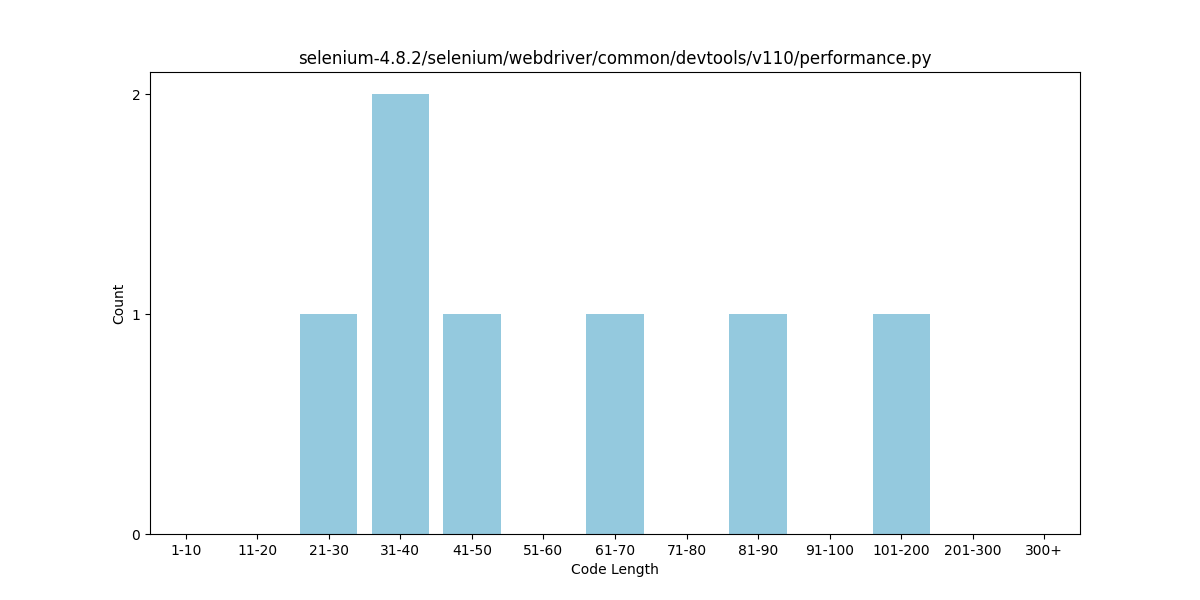 selenium-4.8.2/selenium/webdriver/common/devtools/v110/performance.py
2
1
0
Count
1-10 11-20 21-30 31-40 41-50 51-60 61-70 71-80 81-90 91-100 101-200 201-300 300+
Code Length